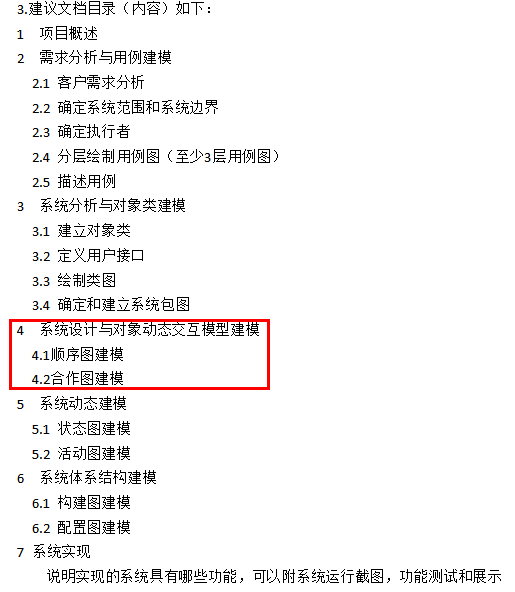 3.建议文档目录（内容）如下：
1 项目概述
2 需求分析与用例建模
2.1 客户需求分析
2.2 确定系统范围和系统边界
2.3 确定执行者
2.4 分层绘制用例图（至少3层用例图）
2.5 描述用例
3 系统分析与对象类建模
3.1 建立对象类
3.2 定义用户接口
3.3 绘制类图
3.4 确定和建立系统包图
4 系统设计与对象动态交互模型建模
4.1顺序图建模
4.2合作图建模
5 系统动态建模
5.1 状态图建模
5.2 活动图建模
6 系统体系结构建模
6.1 构建图建模
6.2 配置图建模
7 系统实现
说明实现的系统具有哪些功能，可以附系统运行截图，功能测试和展示